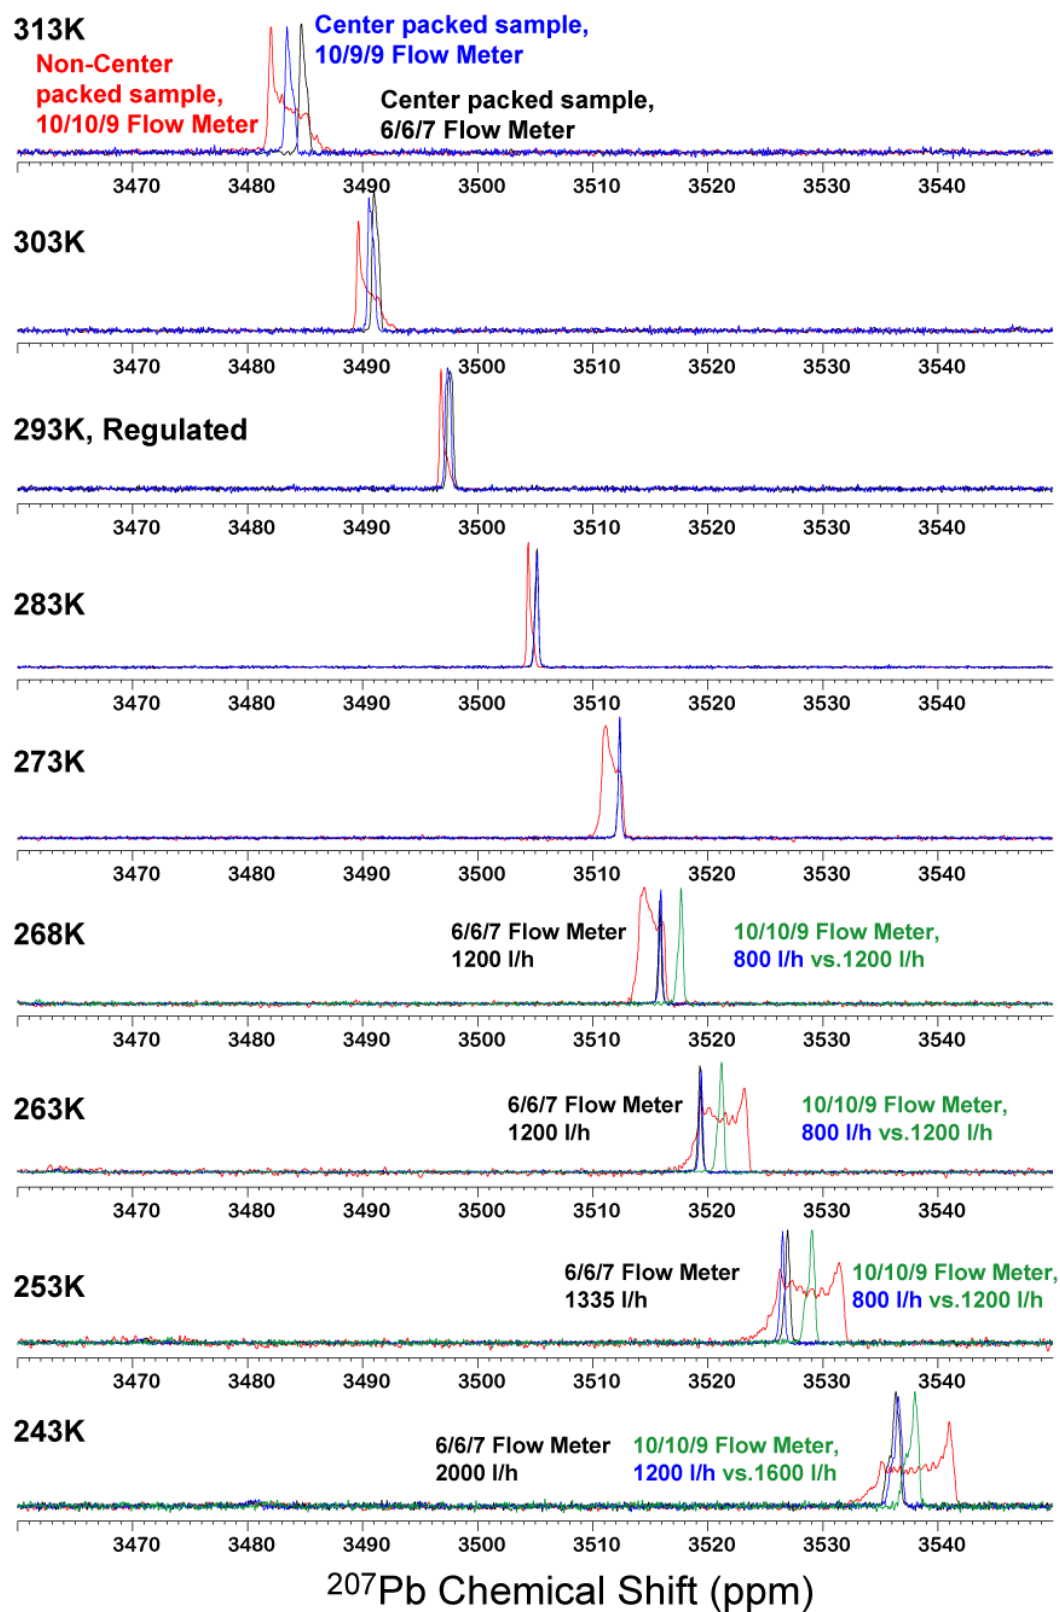 313K
Non-Center
packed sample,
10/10/9 Flow Meter
Center packed sample,
10/9/9 Flow Meter
Center packed sample,
6/6/7 Flow Meter
3470 3480 3490 3500 3510 3520 3530 3540
303K
3470 3480 3490 3500 3510 3520 3530 3540
293K, Regulated
3470 3480 3490 3500 3510 3520 3530 3540
283K
3470 3480 3490 3500 3510 3520 3530 3540
273K
3470 3480 3490 3500 3510 3520 3530 3540
268K
6/6/7 Flow Meter
1200 l/h
10/10/9 Flow Meter,
800 l/h vs.1200 l/h
3470 3480 3490 3500 3510 3520 3530 3540
263K
6/6/7 Flow Meter
1200 l/h
10/10/9 Flow Meter,
800 l/h vs.1200 l/h
3470 3480 3490 3500 3510 3520 3530 3540
253K
6/6/7 Flow Meter
1335 l/h
10/10/9 Flow Meter,
800 l/h vs.1200 l/h
3470 3480 3490 3500 3510 3520 3530 3540
243K
6/6/7 Flow Meter
2000 l/h
10/10/9 Flow Meter,
1200 l/h vs.1600 l/h
3470 3480 3490 3500 3510 3520 3530 3540
²⁰⁷Pb Chemical Shift (ppm)